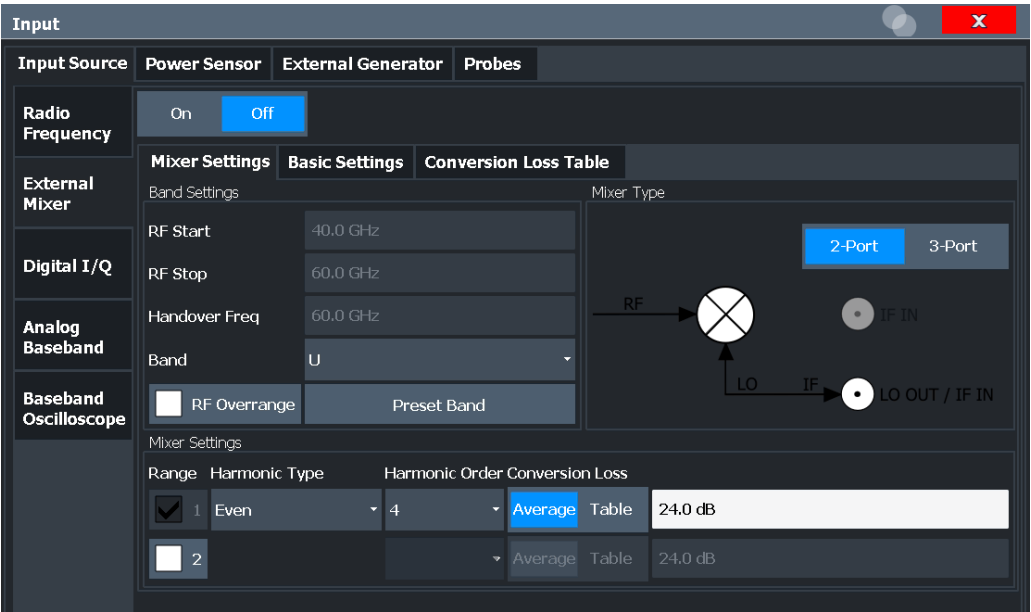 Input
X
Input Source Power Sensor External Generator Probes
Radio
Frequency
External
Mixer
Digital I/Q
Analog
Baseband
Baseband
Oscilloscope
On Off
Mixer Settings Basic Settings Conversion Loss Table
Band Settings
RF Start 40.0 GHz
RF Stop 60.0 GHz
Handover Freq 60.0 GHz
Band U
RF Overrange Preset Band
Mixer Type
2-Port 3-Port
RF IF IN
LO IF LO OUT / IF IN
Mixer Settings
Range Harmonic Type Harmonic Order Conversion Loss
1 Even 4 Average Table 24.0 dB
2 Average Table 24.0 dB